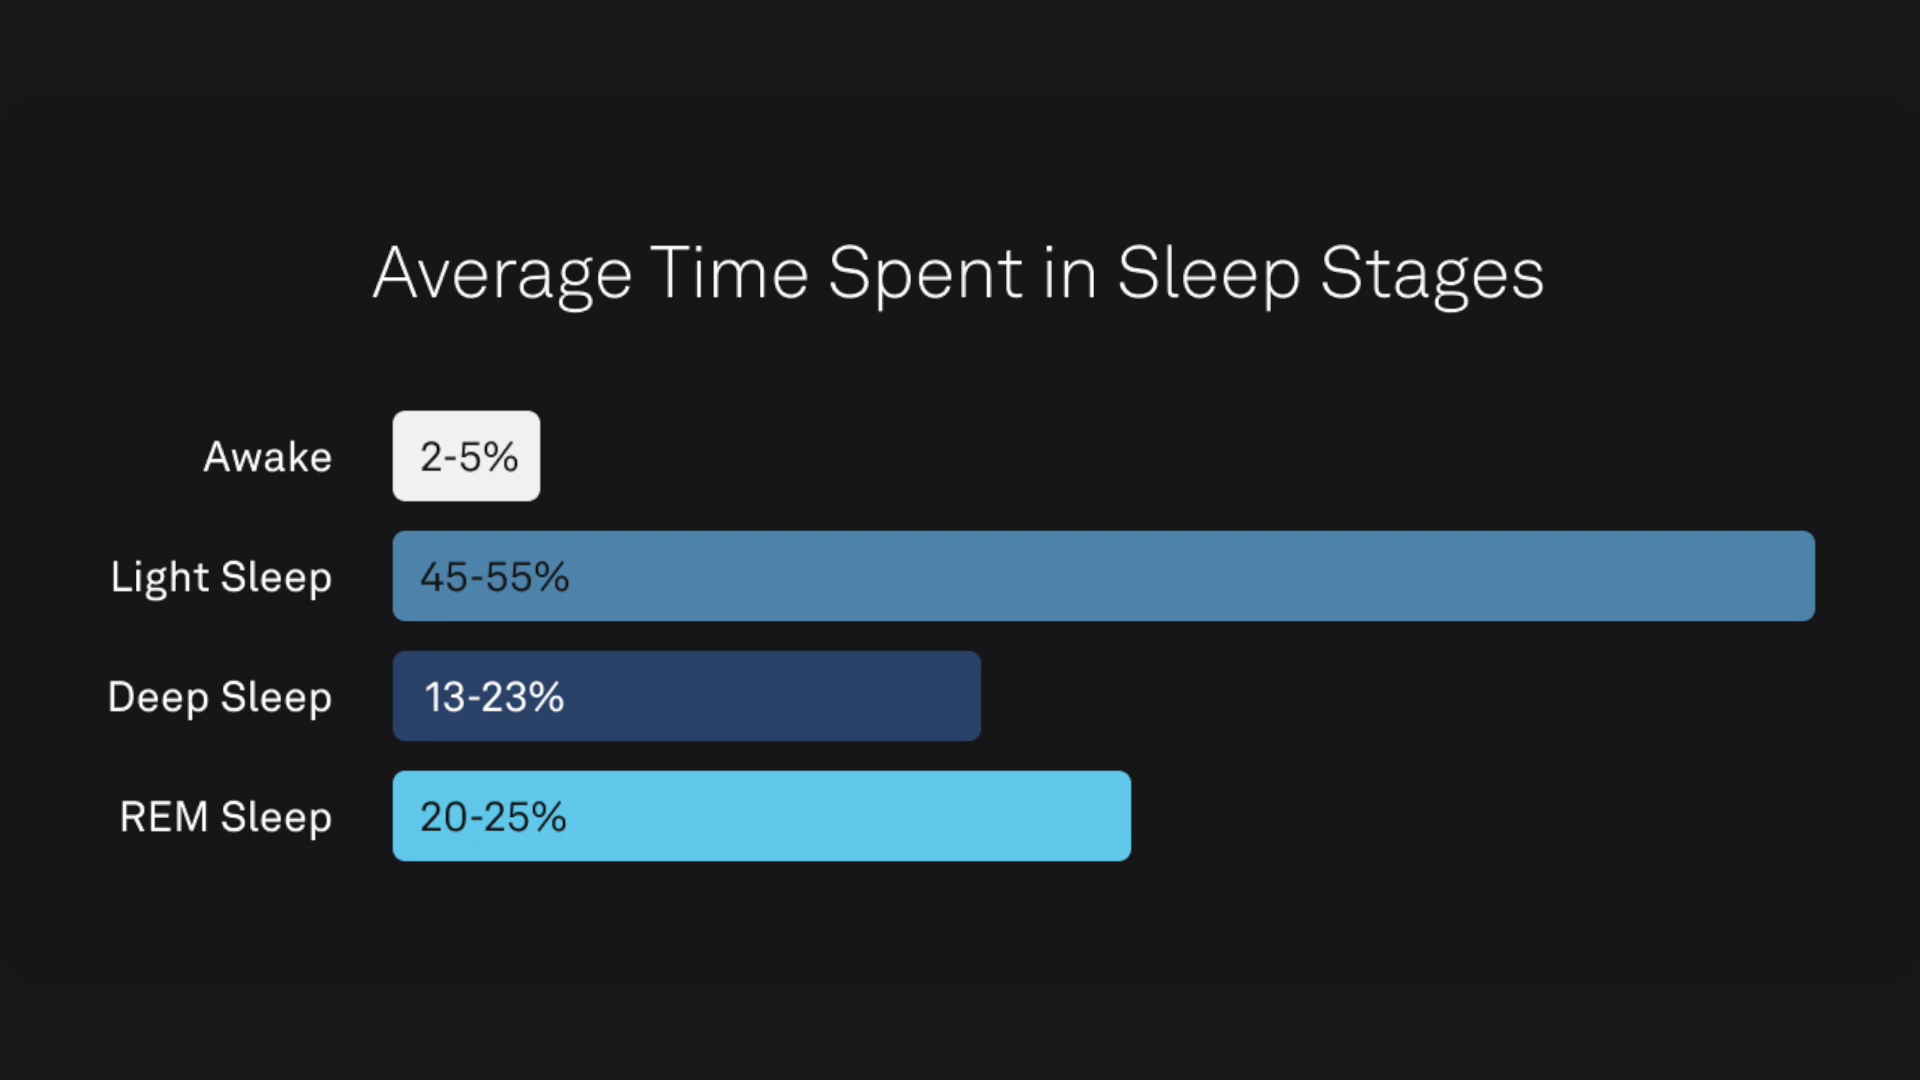 Average Time Spent in Sleep Stages
Awake 2-5%
Light Sleep 45-55%
Deep Sleep 13-23%
REM Sleep 20-25%